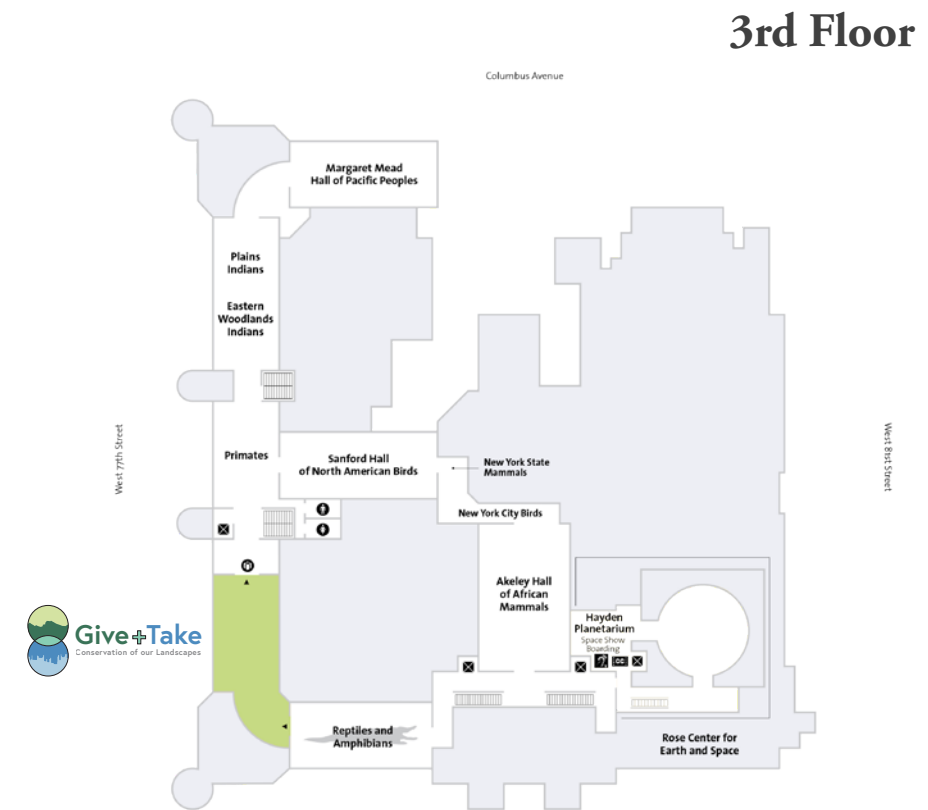 3rd Floor
Columbus Avenue
Margaret Mead
Hall of Pacific Peoples
Plains
Indians
Eastern
Woodlands
Indians
West 77th Street
Primates
Sanford Hall
of North American Birds
New York State
Mammals
West 81st Street
New York City Birds
Akeley Hall
of African
Mammals
Hayden
Planetarium
Space Show
Boarding
CC
Give+Take
Conservation of our Landscapes
Reptiles and
Amphibians
Rose Center for
Earth and Space